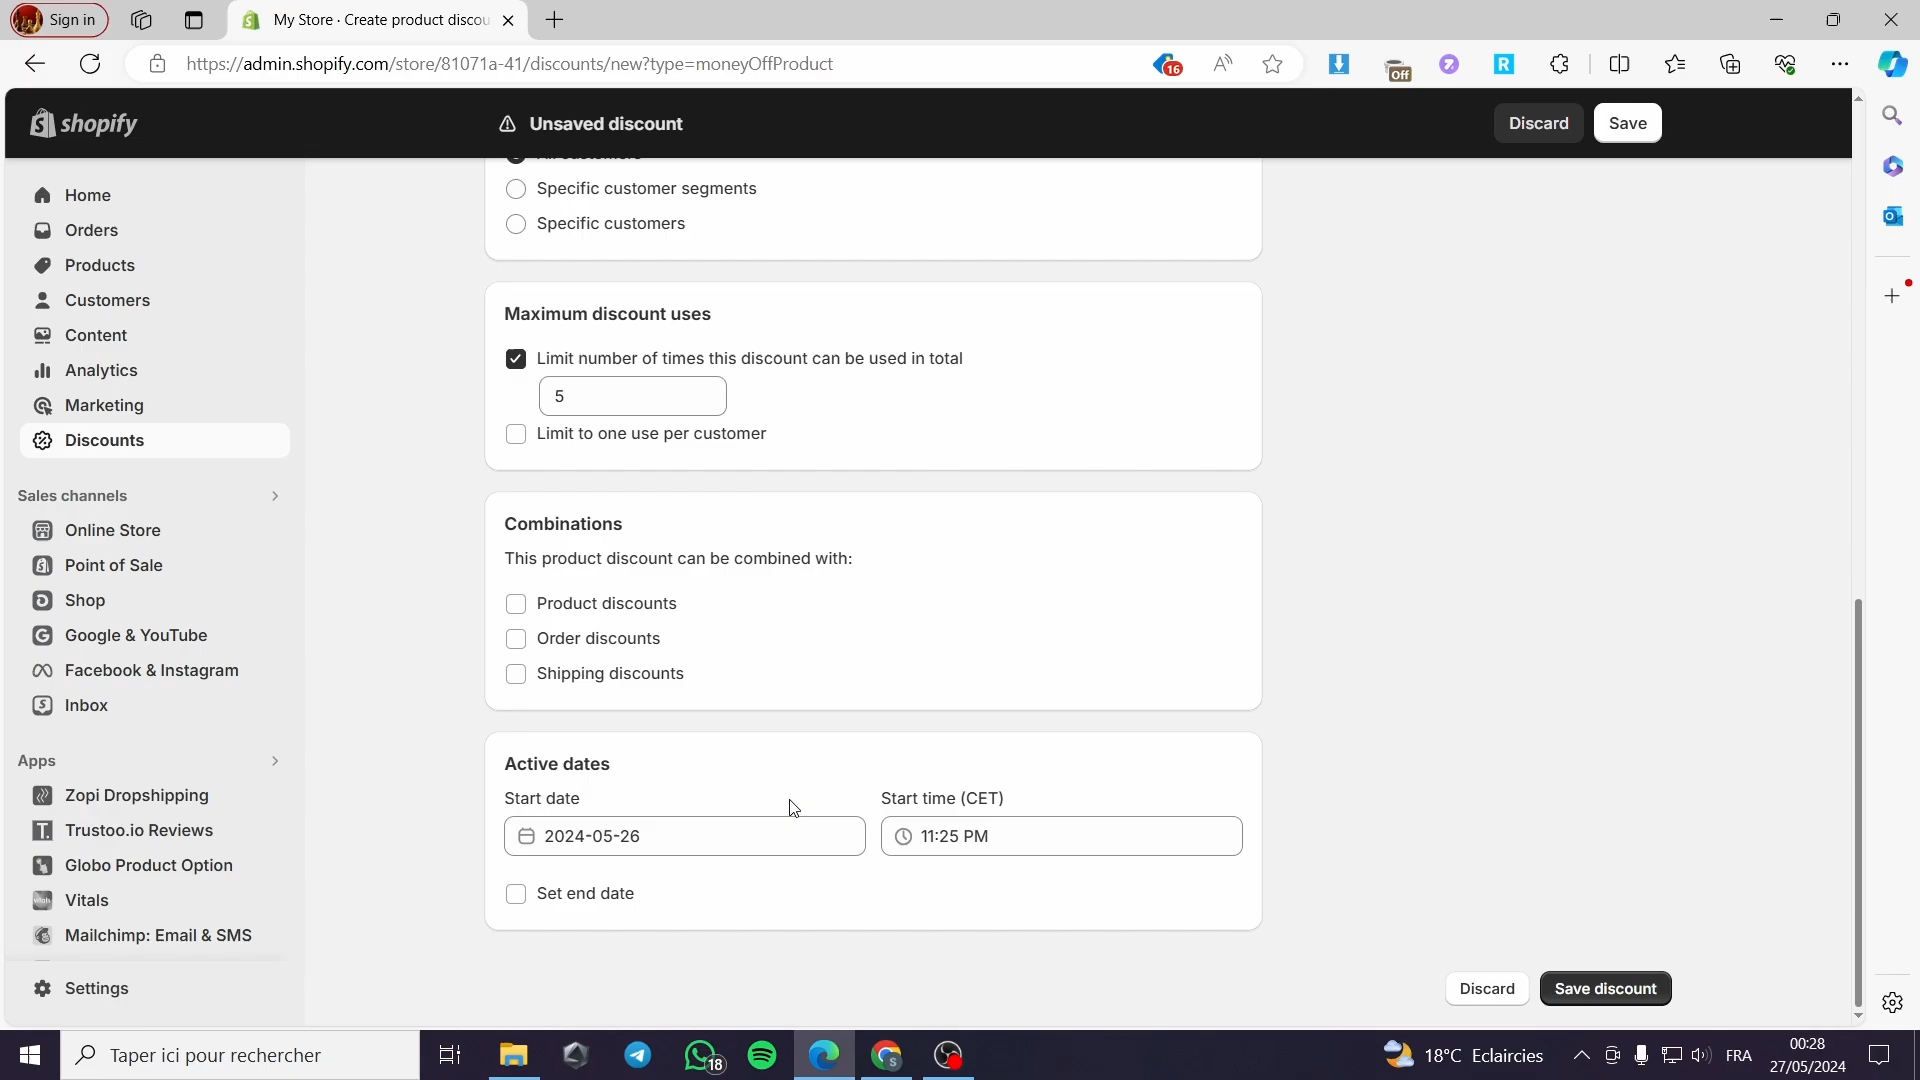 Sign in
My Store · Create product discou
https://admin.shopify.com/store/81071a-41/discounts/new?type=moneyOffProduct
16
Off
shopify
Unsaved discount
Discard
Save
Home
Orders
Products
Customers
Content
Analytics
Marketing
Discounts
Sales channels
Online Store
Point of Sale
Shop
Google & YouTube
Facebook & Instagram
Inbox
Apps
Zopi Dropshipping
Trustoo.io Reviews
Globo Product Option
Vitals
Mailchimp: Email & SMS
Settings
Specific customer segments
Specific customers
Maximum discount uses
Limit number of times this discount can be used in total
5
Limit to one use per customer
Combinations
This product discount can be combined with:
Product discounts
Order discounts
Shipping discounts
Active dates
Start date
Start time (CET)
2024-05-26
11:25 PM
Set end date
Discard
Save discount
Taper ici pour rechercher
18
18°C Eclaircies
FRA
00:28
27/05/2024